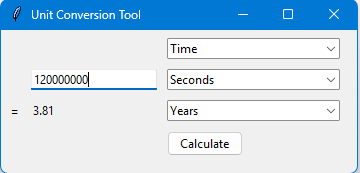 Unit Conversion Tool
Time
120000000 Seconds
= 3.81 Years
Calculate